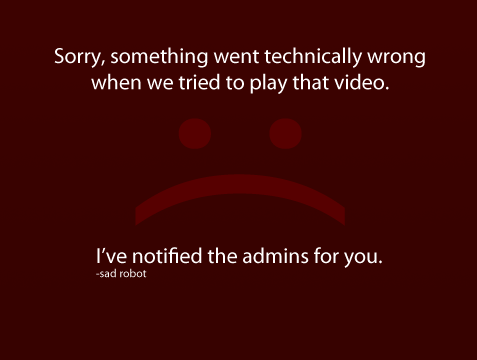 Sorry, something went technically wrong
when we tried to play that video.
I've notified the admins for you.
-sad robot